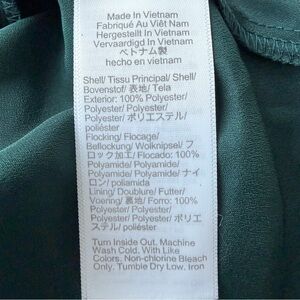 Made In Vietnam
Fabriqué Au Viêt Nam
Hergestellt In Vietnam
Vervaardigd In Vietnam
ベトナム製
hecho en vietnam
Shell/ Tissu Principal/ Shell/
Bovenstof/ 表地/ Tela
Exterior: 100% Polyester/
Polyester/ Polyester/
Polyester/ ポリエステル/
poliéster
Flocking/ Flocage/
Beflockung/ Wolknipsel/ フ
ロック加工/ Flocado: 100%
Polyamide/ Polyamide/
Polyamide/ Polyamide/ ナイ
ロン/ poliamida
Lining/ Doublure/ Futter/
Voering/ 裏地/ Forro: 100%
Polyester/ Polyester/
Polyester/ Polyester/ ポリエ
ステル/ poliéster
Turn Inside Out. Machine
Wash Cold. With Like
Colors. Non-chlorine Bleach
Only. Tumble Dry Low, Iron